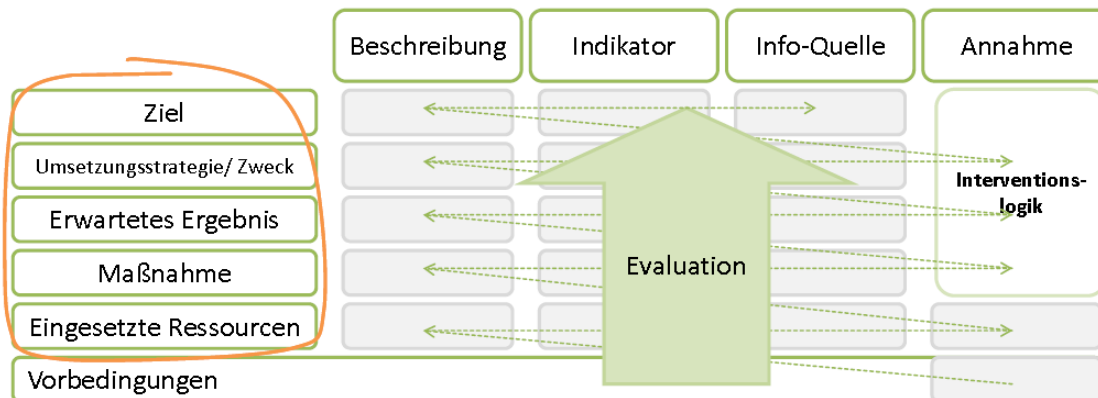 Beschreibung Indikator Info-Quelle Annahme
Ziel
Umsetzungsstrategie/ Zweck
Interventions-
logik
Erwartetes Ergebnis
Maßnahme
Evaluation
Eingesetzte Ressourcen
Vorbedingungen